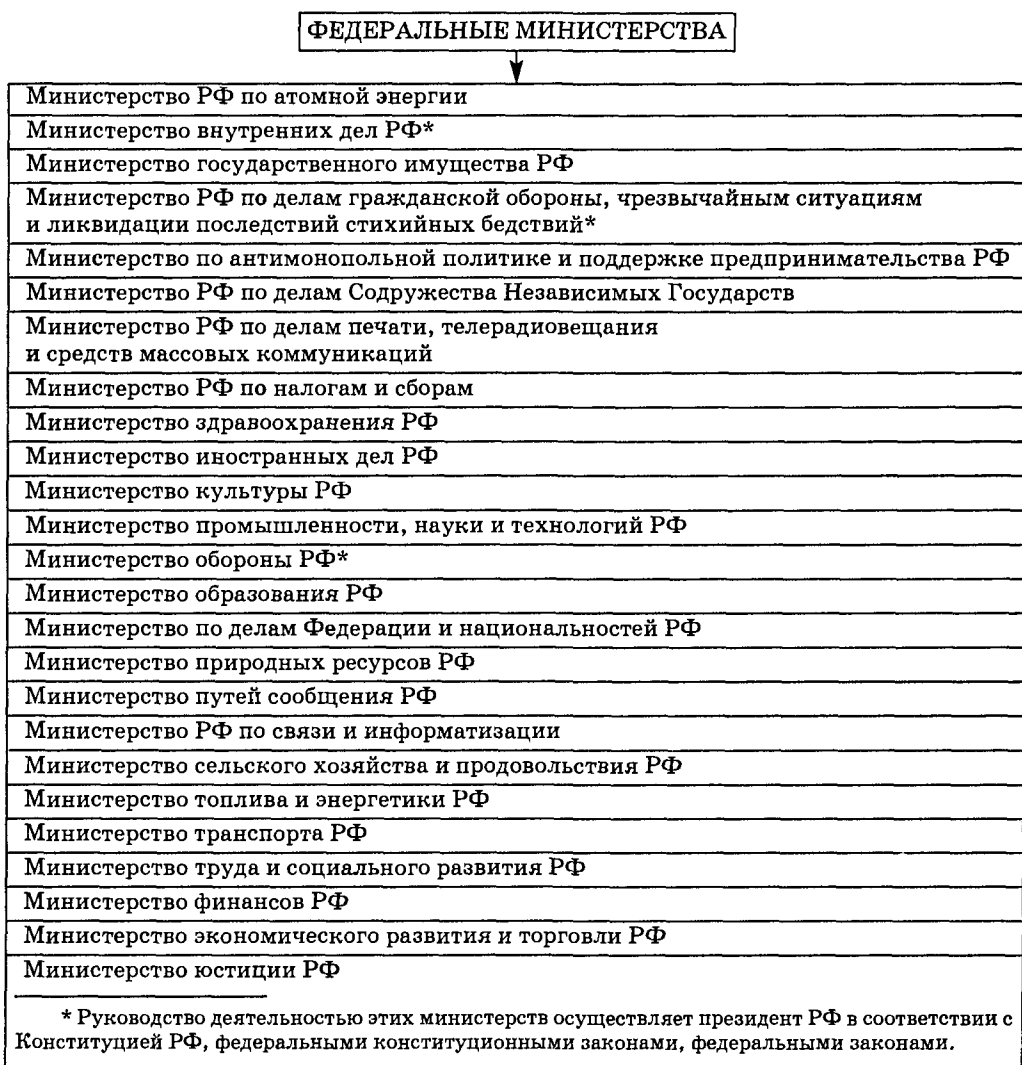 ФЕДЕРАЛЬНЫЕ МИНИСТЕРСТВА
Министерство РФ по атомной энергии
Министерство внутренних дел РФ*
Министерство государственного имущества РФ
Министерство РФ по делам гражданской обороны, чрезвычайным ситуациям
и ликвидации последствий стихийных бедствий*
Министерство по антимонопольной политике и поддержке предпринимательства РФ
Министерство РФ по делам Содружества Независимых Государств
Министерство РФ по делам печати, телерадиовещания
и средств массовых коммуникаций
Министерство РФ по налогам и сборам
Министерство здравоохранения РФ
Министерство иностранных дел РФ
Министерство культуры РФ
Министерство промышленности, науки и технологий РФ
Министерство обороны РФ*
Министерство образования РФ
Министерство по делам Федерации и национальностей РФ
Министерство природных ресурсов РФ
Министерство путей сообщения РФ
Министерство РФ по связи и информатизации
Министерство сельского хозяйства и продовольствия РФ
Министерство топлива и энергетики РФ
Министерство транспорта РФ
Министерство труда и социального развития РФ
Министерство финансов РФ
Министерство экономического развития и торговли РФ
Министерство юстиции РФ
* Руководство деятельностью этих министерств осуществляет президент РФ в соответствии с
Конституцией РФ, федеральными конституционными законами, федеральными законами.